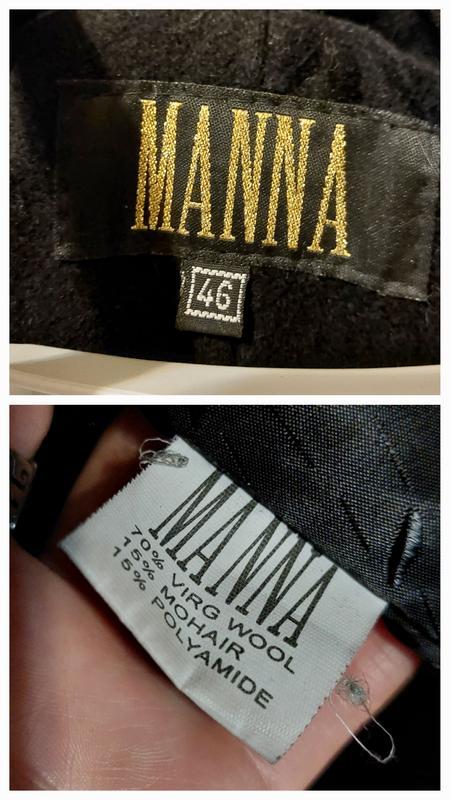 MANNA
46
MANNA
70% VIRG WOOL
15% MOHAIR
15% POLYAMIDE